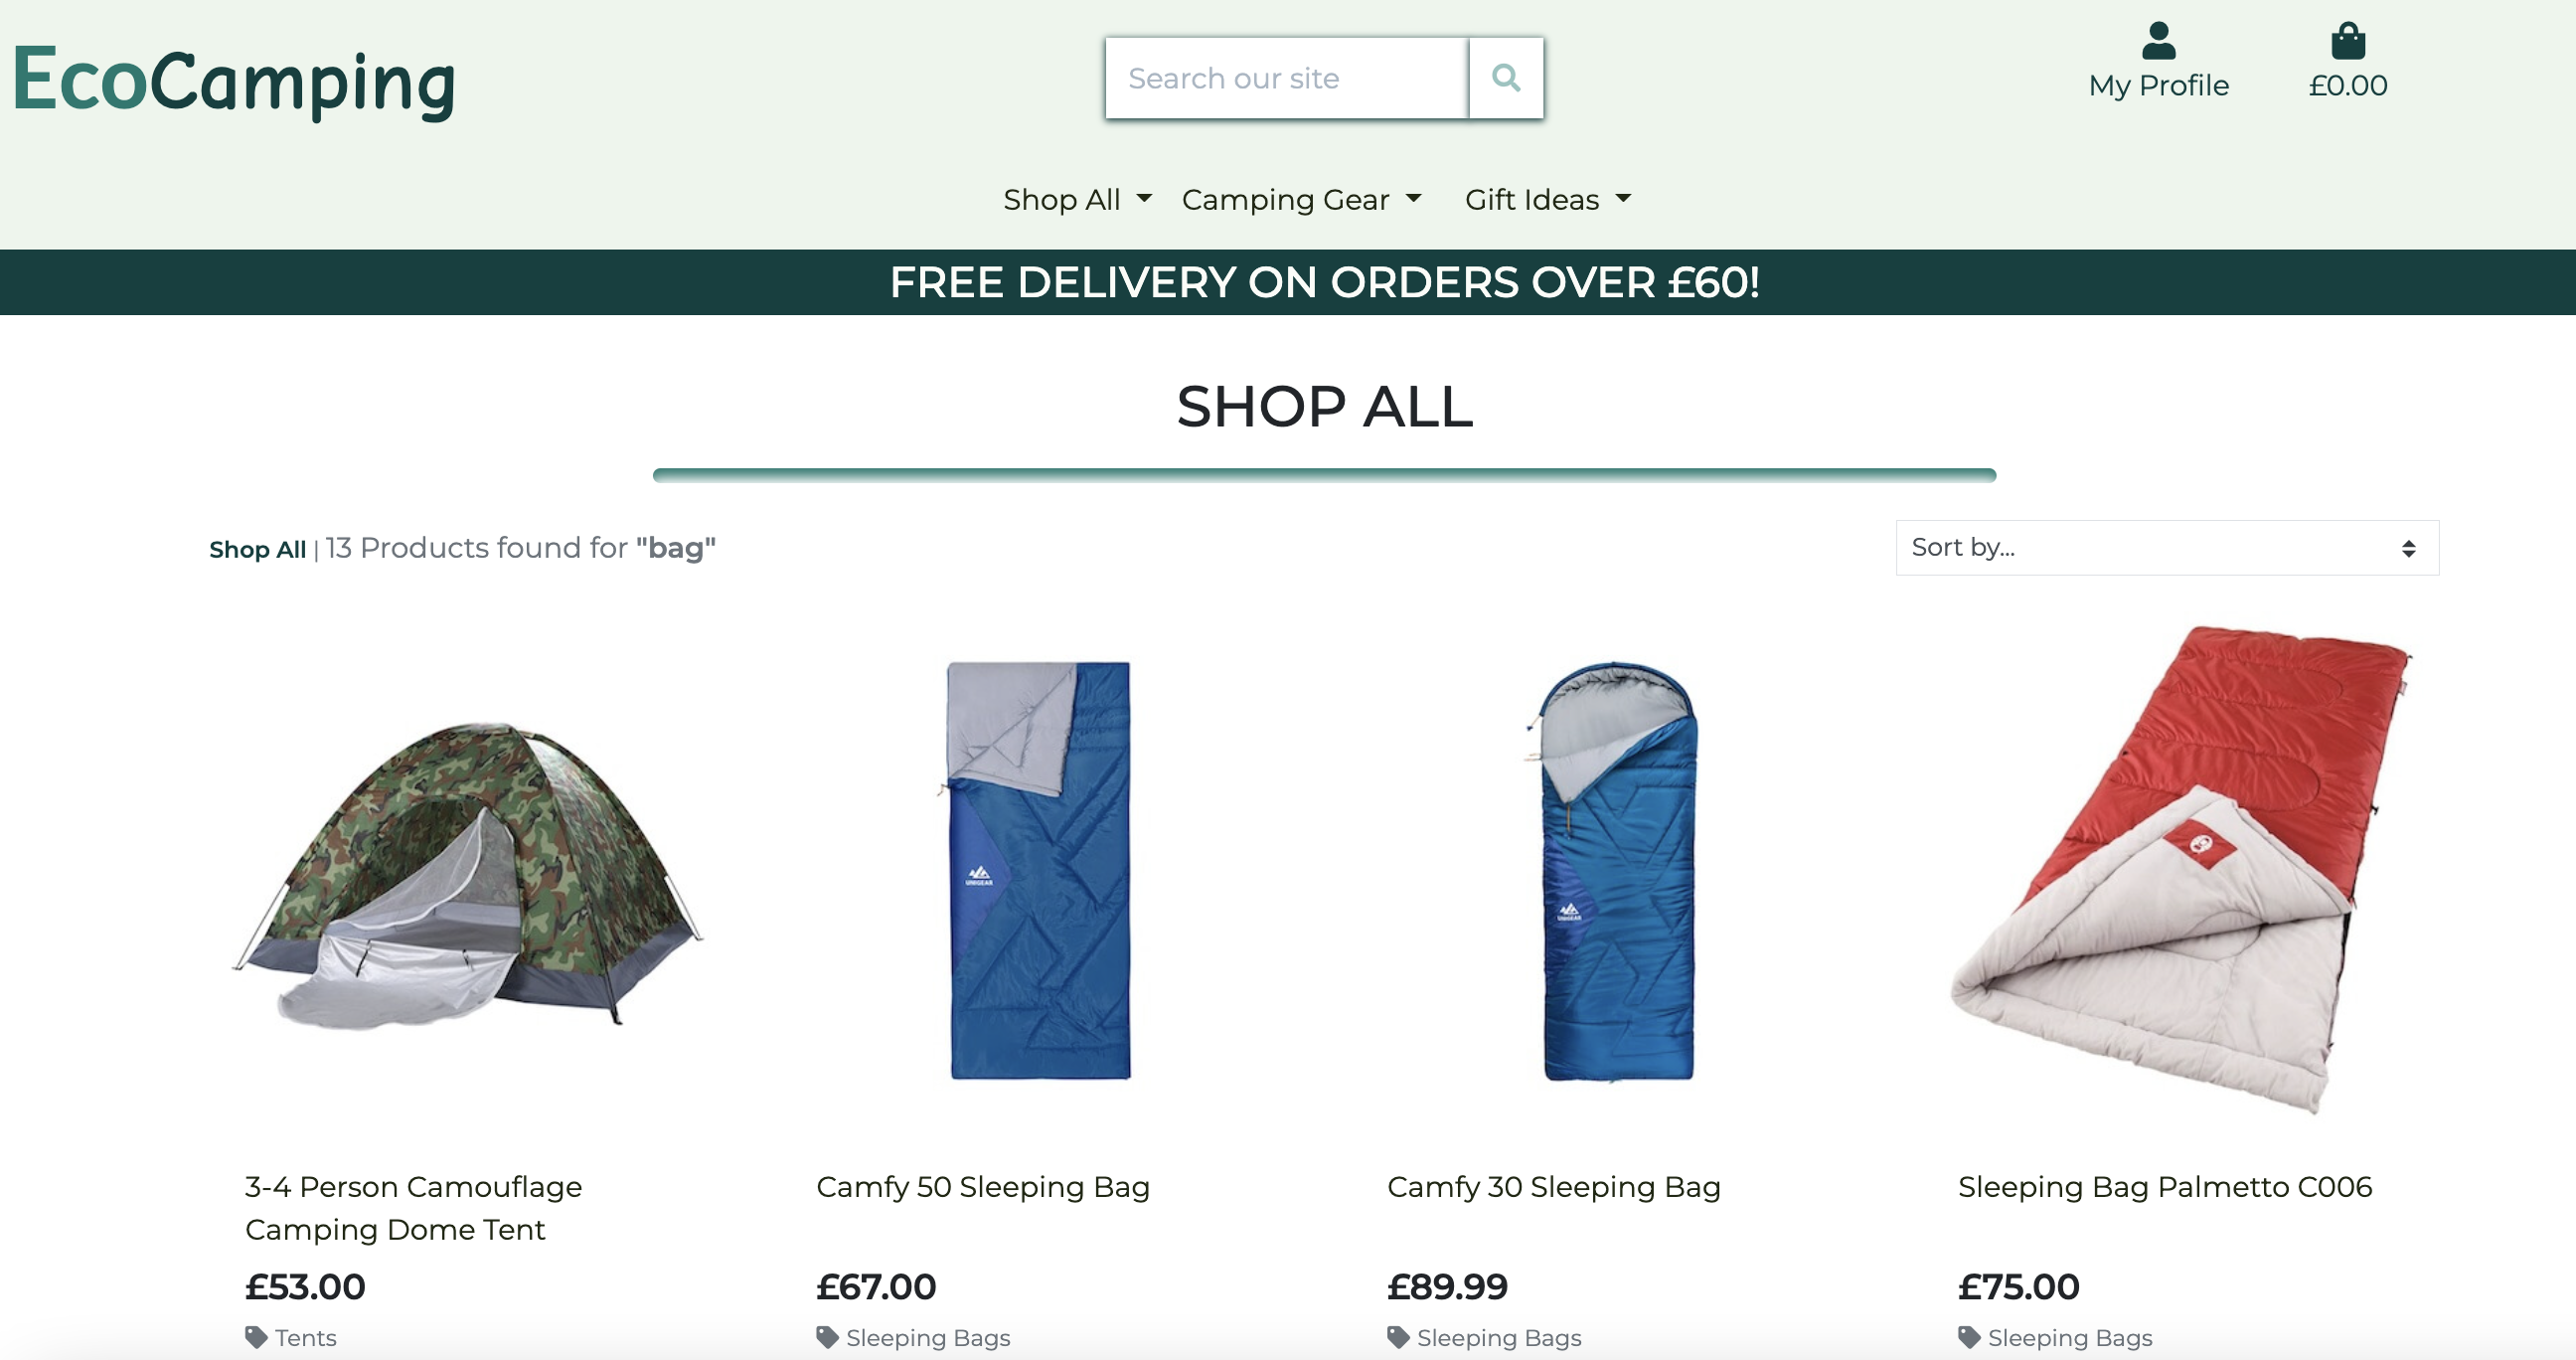 EcoCamping
Search our site
My Profile
£0.00
Shop All
Camping Gear
Gift Ideas
FREE DELIVERY ON ORDERS OVER £60!
SHOP ALL
Shop All | 13 Products found for "bag"
Sort by...
UNIGEAR
UNIGEAR
3-4 Person Camouflage
Camping Dome Tent
£53.00
Tents
Camfy 50 Sleeping Bag
£67.00
Sleeping Bags
Camfy 30 Sleeping Bag
£89.99
Sleeping Bags
Sleeping Bag Palmetto C006
£75.00
Sleeping Bags